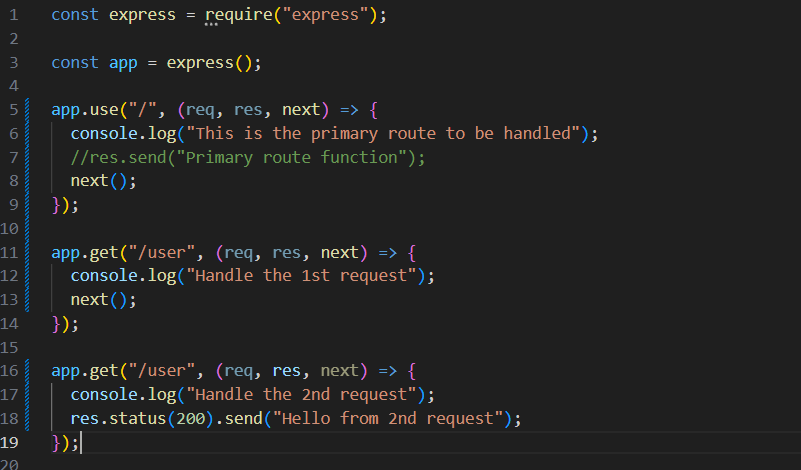 1 const express = require("express");
2
3 const app = express();
4
5 app.use("/", (req, res, next) => {
6   console.log("This is the primary route to be handled");
7   //res.send("Primary route function");
8   next();
9 });
10
11 app.get("/user", (req, res, next) => {
12   console.log("Handle the 1st request");
13   next();
14 });
15
16 app.get("/user", (req, res, next) => {
17   console.log("Handle the 2nd request");
18   res.status(200).send("Hello from 2nd request");
19 });
20